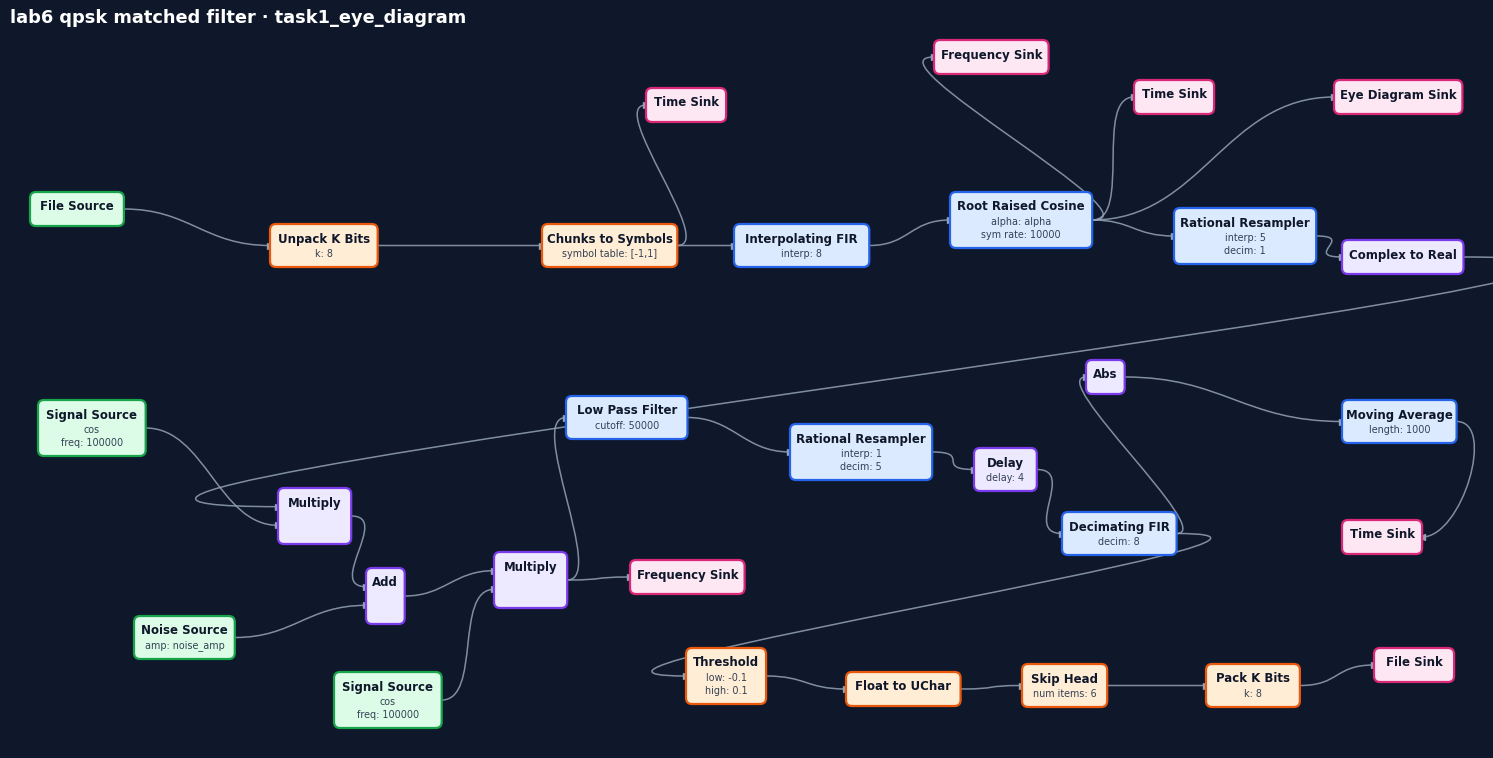 lab6 qpsk matched filter · task1_eye_diagram
Frequency Sink
Time Sink
Time Sink
Eye Diagram Sink
File Source
Unpack K Bits
k: 8
Chunks to Symbols
symbol table: [-1,1]
Interpolating FIR
interp: 8
Root Raised Cosine
alpha: alpha
sym rate: 10000
Rational Resampler
interp: 5
decim: 1
Complex to Real
Abs
Signal Source
cos
freq: 100000
Low Pass Filter
cutoff: 50000
Rational Resampler
interp: 1
decim: 5
Moving Average
length: 1000
Delay
delay: 4
Multiply
Decimating FIR
decim: 8
Time Sink
Add
Multiply
Frequency Sink
Noise Source
amp: noise_amp
Signal Source
cos
freq: 100000
Threshold
low: -0.1
high: 0.1
Float to UChar
Skip Head
num items: 6
Pack K Bits
k: 8
File Sink